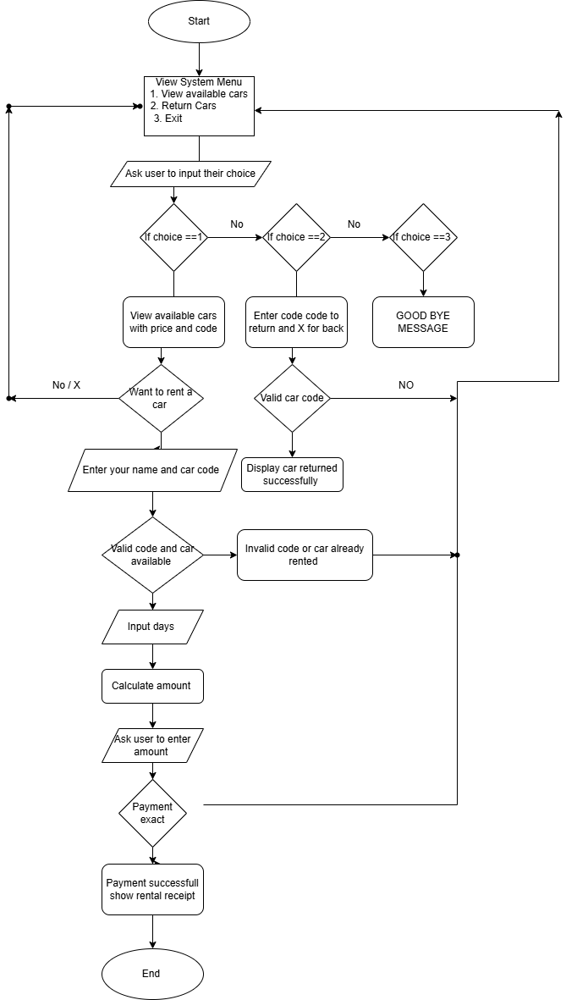 Start
View System Menu
1. View available cars
2. Return Cars
3. Exit
Ask user to input their choice
If choice ==1
No
If choice ==2
No
If choice ==3
View available cars
with price and code
Enter code code to
return and X for back
GOOD BYE
MESSAGE
No / X
Want to rent a
car
Valid car code
NO
Enter your name and car code
Display car returned
successfully
Valid code and car
available
Invalid code or car already
rented
Input days
Calculate amount
Ask user to enter
amount
Payment
exact
Payment successfull
show rental receipt
End